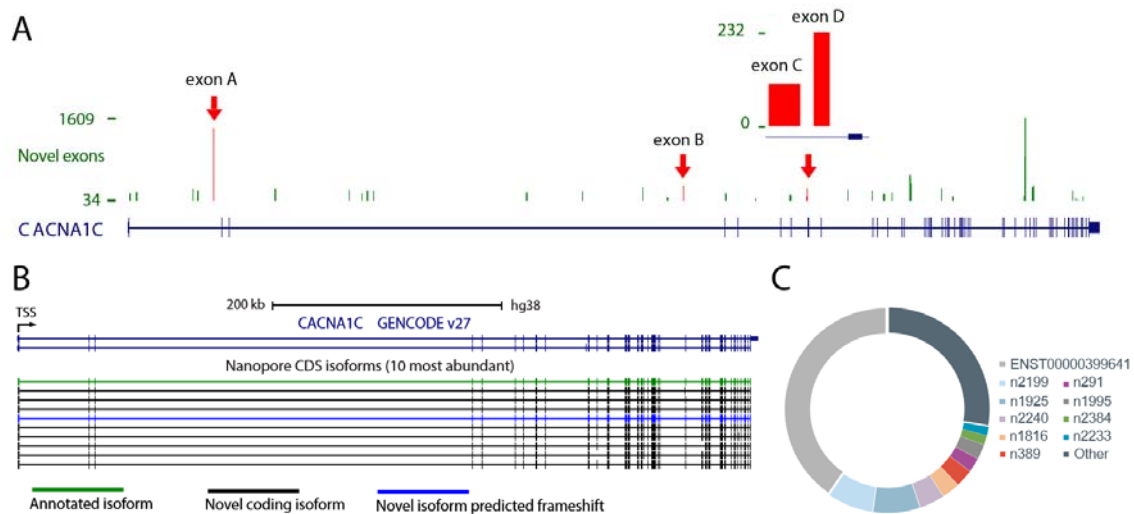 A
exon A
exon D
232
exon C
0
1609
Novel exons
exon B
34
CACNA1C
B
TSS
200 kb
hg38
CACNA1C GENCODE v27
Nanopore CDS isoforms (10 most abundant)
Annotated isoform
Novel coding isoform
Novel isoform predicted frameshift
C
ENST00000399641
n2199
n291
n1925
n1995
n2240
n2384
n1816
n2233
n389
Other